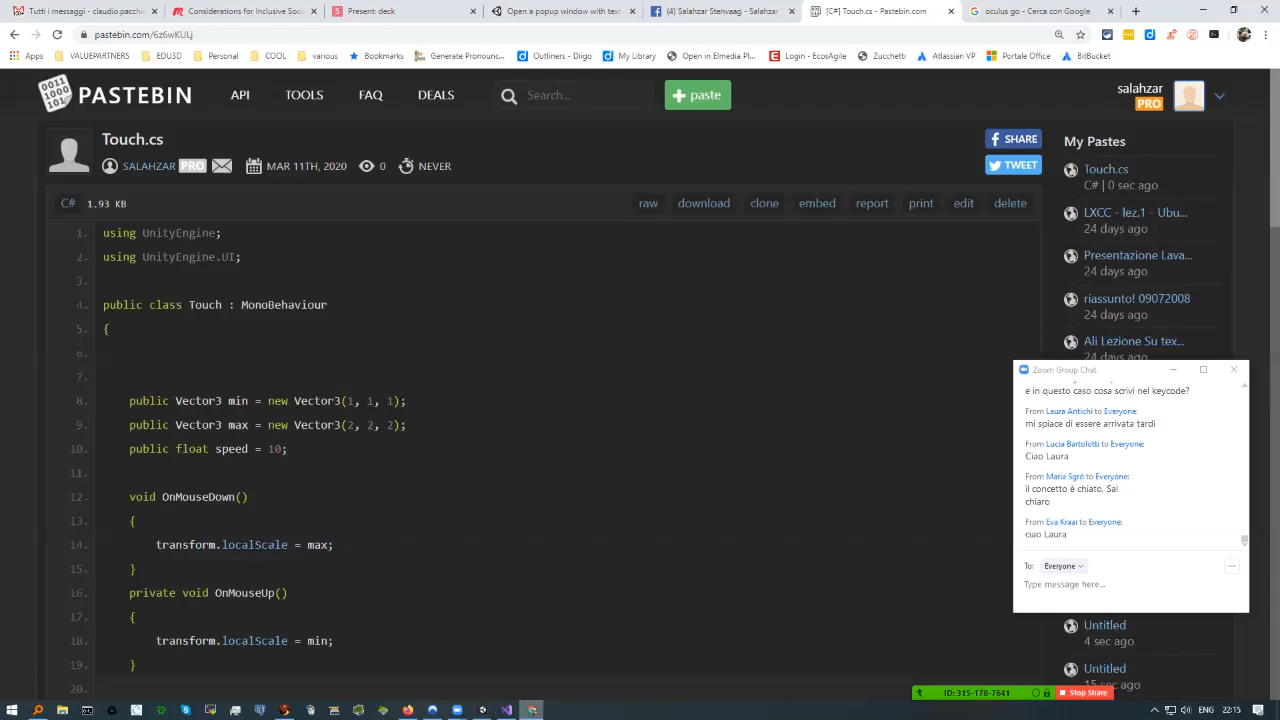 Tutti i messaggi - claudio.pacchi
Considerations for Inclusive Socia
Present: deck
Open a popup window with text
(4) Salahzar Stenvaag - Salahzar
[C#] Touch.cs - Pastebin.com
oculus go - Cerca con Google
pastebin.com/6z6wKULj
Apps
VALUEPARTNERS
EDU3D
Personal
COOL
various
Bookmarks
Generate Pronounc...
Outliners - Diigo
My Library
Open in Elmedia Pl...
Login - EcosAgile
Zucchetti
Atlassian VP
Portale Office
BitBucket
PASTEBIN
API
TOOLS
FAQ
DEALS
Search...
paste
salahzar
PRO
Touch.cs
SALAHZAR PRO MAR 11TH, 2020 0 NEVER
SHARE
TWEET
C# 1.93 KB
raw
download
clone
embed
report
print
edit
delete
1. using UnityEngine;
2. using UnityEngine.UI;
3.
4. public class Touch : MonoBehaviour
5. {
6.
7.
8. public Vector3 min = new Vector3(1, 1, 1);
9. public Vector3 max = new Vector3(2, 2, 2);
10. public float speed = 10;
11.
12. void OnMouseDown()
13. {
14. transform.localScale = max;
15. }
16. private void OnMouseUp()
17. {
18. transform.localScale = min;
19. }
20.
My Pastes
Touch.cs
C# | 0 sec ago
LXCC - lez.1 - Ubu...
24 days ago
Presentazione Lava...
24 days ago
riassunto! 09072008
24 days ago
Ali Lezione Su tex...
24 days ago
Zoom Group Chat
e in questo caso cosa scrivi nel keycode?
From Laura Antichi to Everyone:
mi spiace di essere arrivata tardi
From Lucia Bartolotti to Everyone:
Ciao Laura
From Maria Sgrò to Everyone:
il concetto è chiato, Sal
chiaro
From Eva Kraai to Everyone:
ciao Laura
To: Everyone
Type message here...
Untitled
4 sec ago
Untitled
15 sec ago
ID: 315-178-7641
Stop Share
ENG
22:15